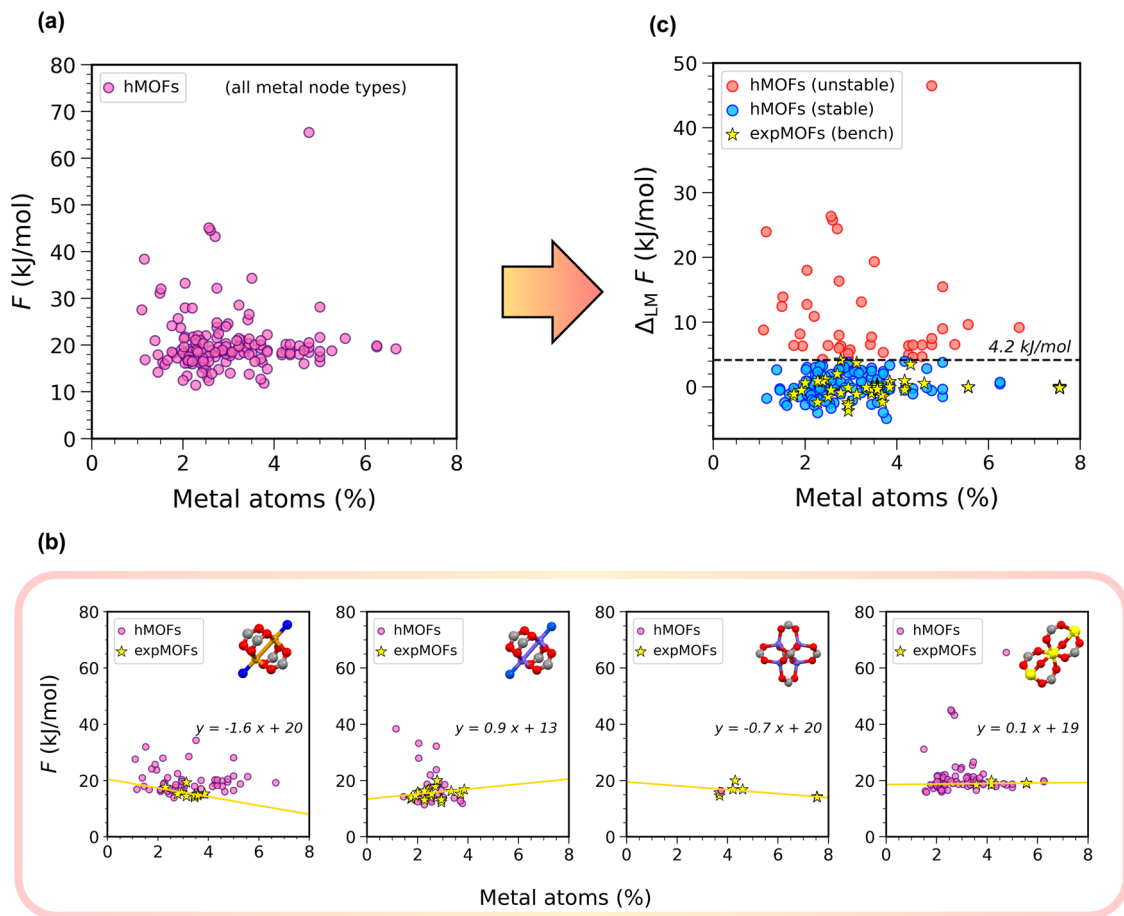 (a)
80
70
60
50
40
30
20
10
0
0
2
4
6
8
F (kJ/mol)
Metal atoms (%)
hMOFs
(all metal node types)
(c)
50
40
30
20
10
0
0
2
4
6
8
Δ_LM F (kJ/mol)
Metal atoms (%)
hMOFs (unstable)
hMOFs (stable)
expMOFs (bench)
4.2 kJ/mol
(b)
F (kJ/mol)
80
60
40
20
0
0
2
4
6
8
hMOFs
expMOFs
y = -1.6 x + 20
80
60
40
20
0
0
2
4
6
8
hMOFs
expMOFs
y = 0.9 x + 13
80
60
40
20
0
0
2
4
6
8
hMOFs
expMOFs
y = -0.7 x + 20
80
60
40
20
0
0
2
4
6
8
hMOFs
expMOFs
y = 0.1 x + 19
Metal atoms (%)